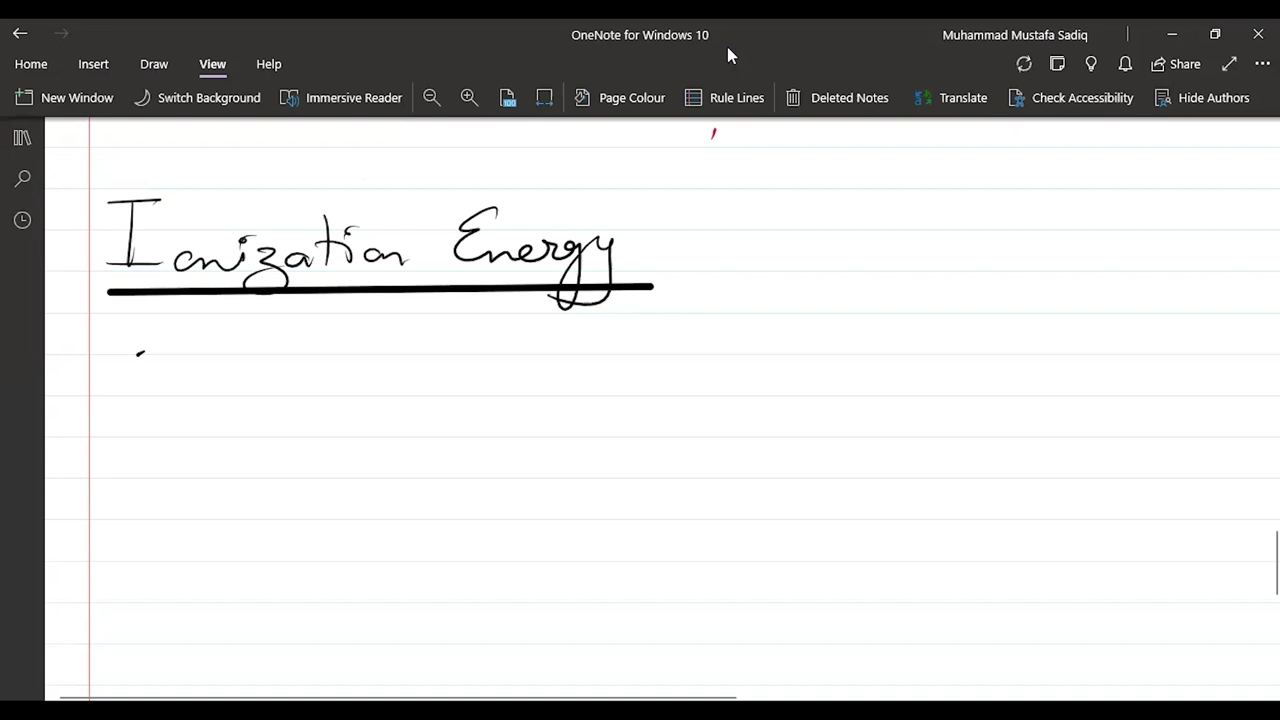 OneNote for Windows 10
Muhammad Mustafa Sadiq
Home Insert Draw View Help
Share
New Window Switch Background Immersive Reader Page Colour Rule Lines Deleted Notes Translate Check Accessibility Hide Authors
Ionization Energy